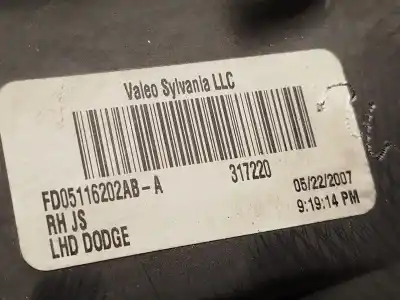 Valeo Sylvania LLC
FD05116202AB-A 317220
RH JS 05/22/2007
LHD DODGE 9:19:14 PM